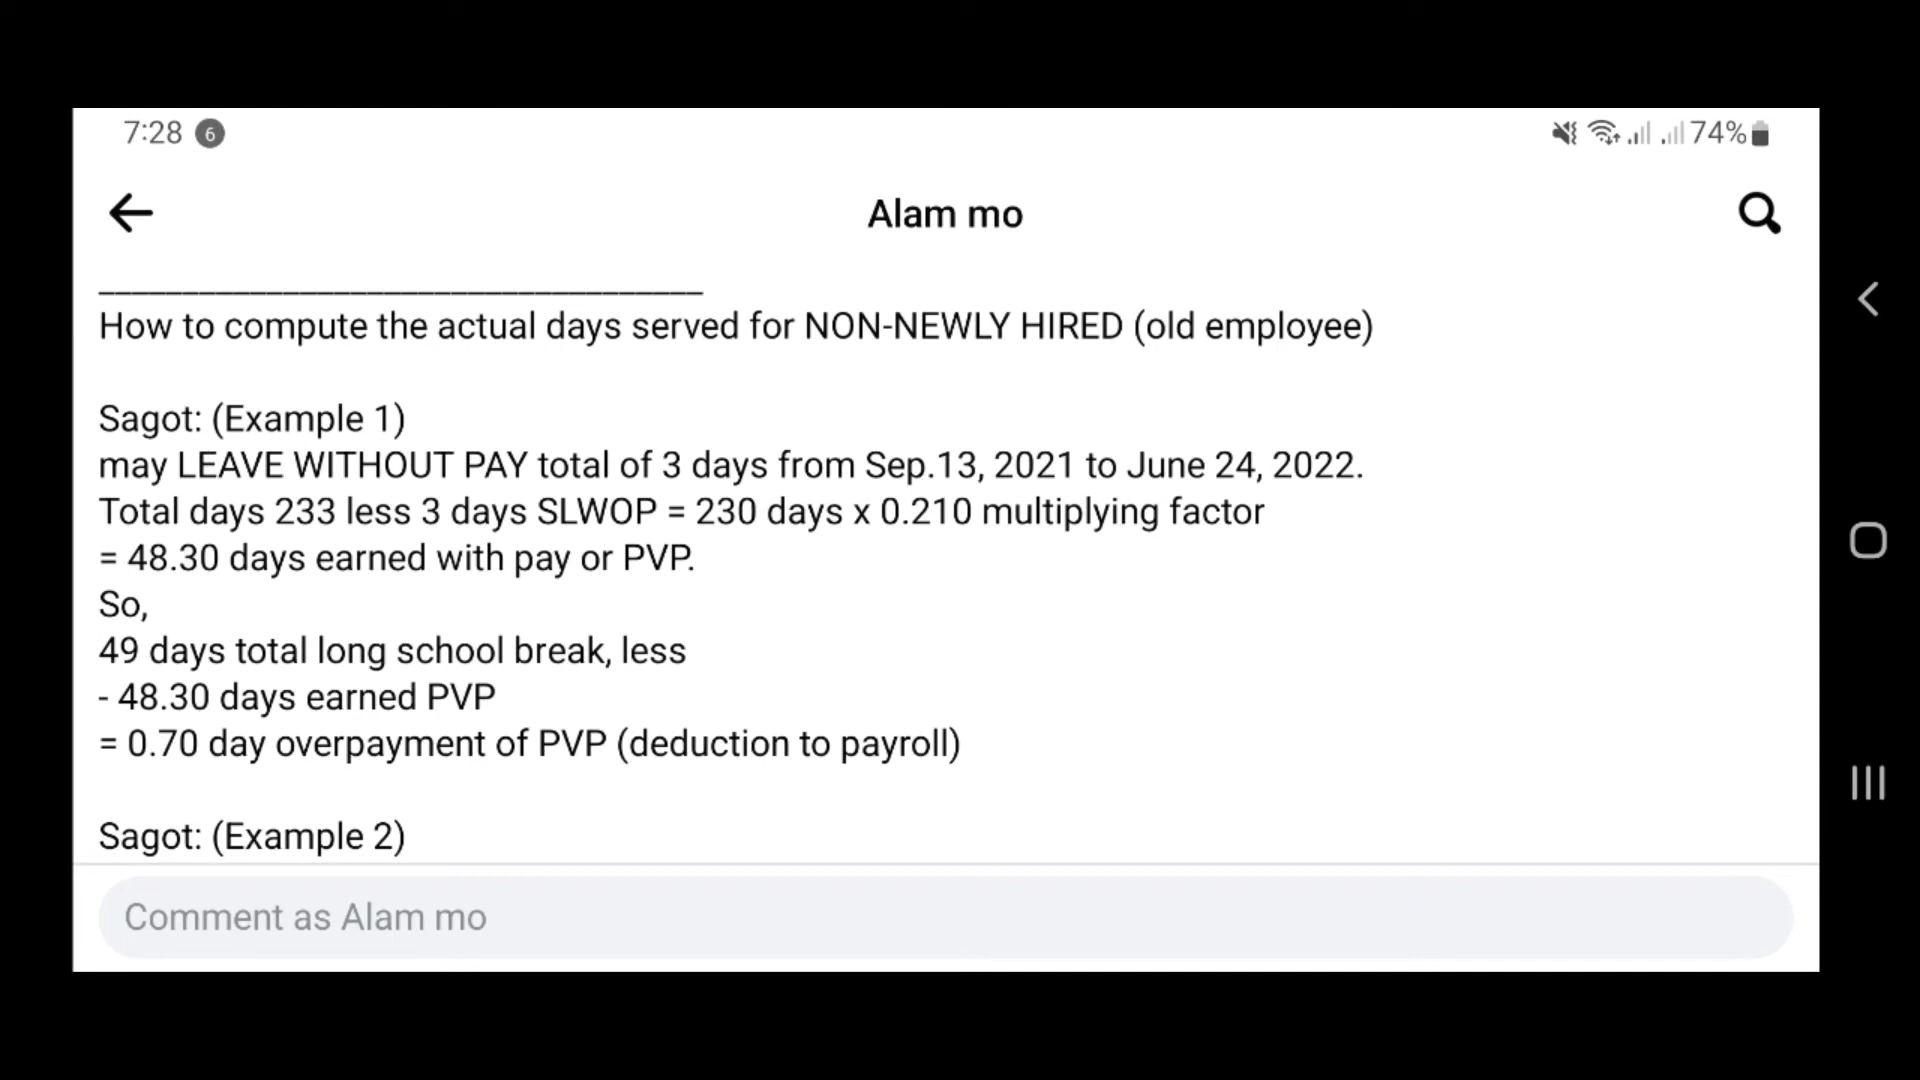 7:28 6 74%
Alam mo
____________________________________
How to compute the actual days served for NON-NEWLY HIRED (old employee)
Sagot: (Example 1)
may LEAVE WITHOUT PAY total of 3 days from Sep.13, 2021 to June 24, 2022.
Total days 233 less 3 days SLWOP = 230 days x 0.210 multiplying factor
= 48.30 days earned with pay or PVP.
So,
49 days total long school break, less
- 48.30 days earned PVP
= 0.70 day overpayment of PVP (deduction to payroll)
Sagot: (Example 2)
Comment as Alam mo